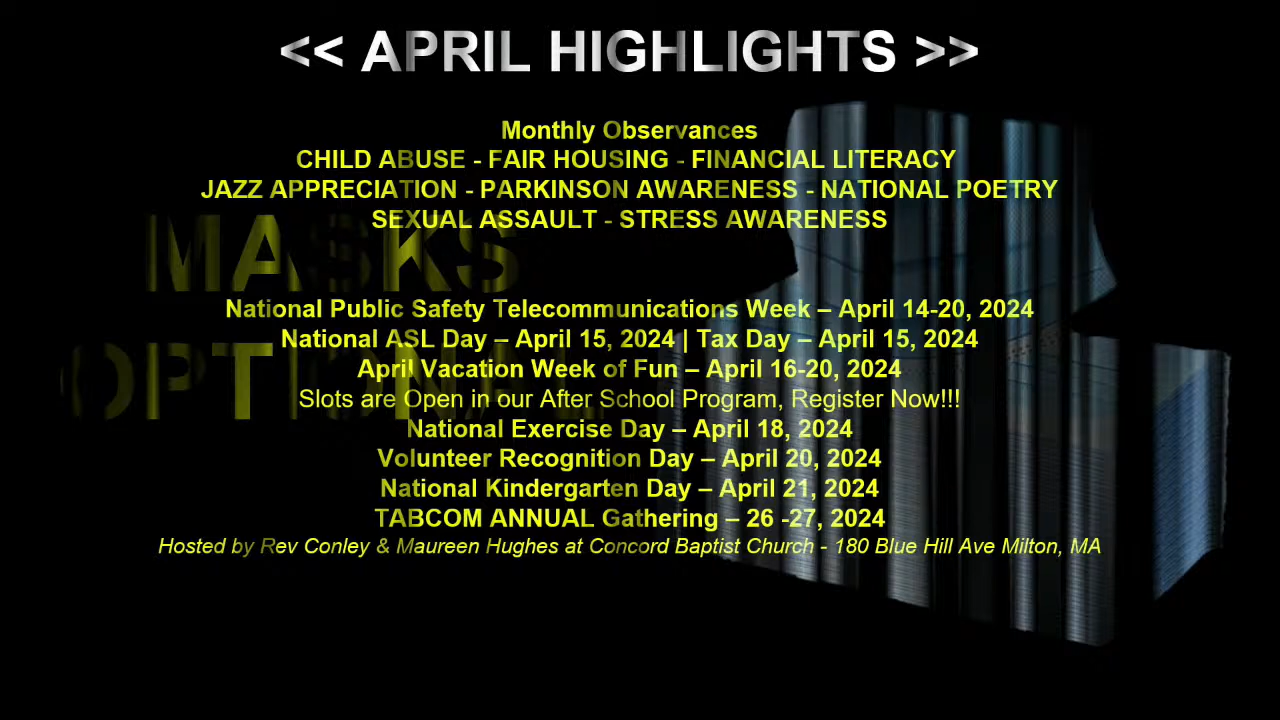 << APRIL HIGHLIGHTS >>
Monthly Observances
CHILD ABUSE - FAIR HOUSING - FINANCIAL LITERACY
JAZZ APPRECIATION - PARKINSON AWARENESS - NATIONAL POETRY
SEXUAL ASSAULT - STRESS AWARENESS
MASKS
National Public Safety Telecommunications Week – April 14-20, 2024
National ASL Day – April 15, 2024 | Tax Day – April 15, 2024
OPTIONAL
April Vacation Week of Fun – April 16-20, 2024
Slots are Open in our After School Program, Register Now!!!
National Exercise Day – April 18, 2024
Volunteer Recognition Day – April 20, 2024
National Kindergarten Day – April 21, 2024
TABCOM ANNUAL Gathering – 26 -27, 2024
Hosted by Rev Conley & Maureen Hughes at Concord Baptist Church - 180 Blue Hill Ave Milton, MA